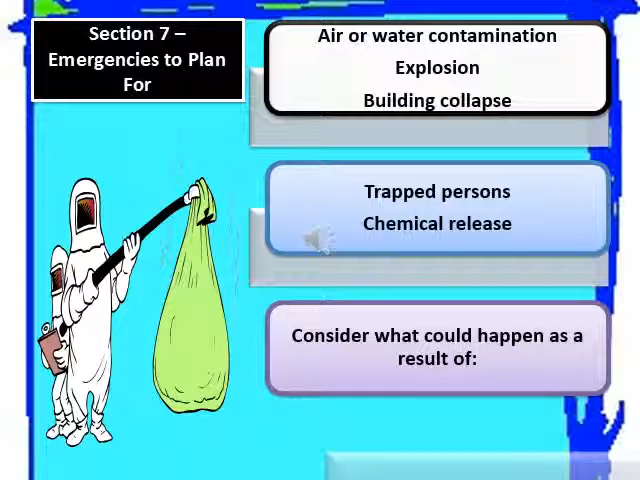 Section 7 –
Emergencies to Plan
For
Air or water contamination
Explosion
Building collapse
Trapped persons
Chemical release
Consider what could happen as a
result of: